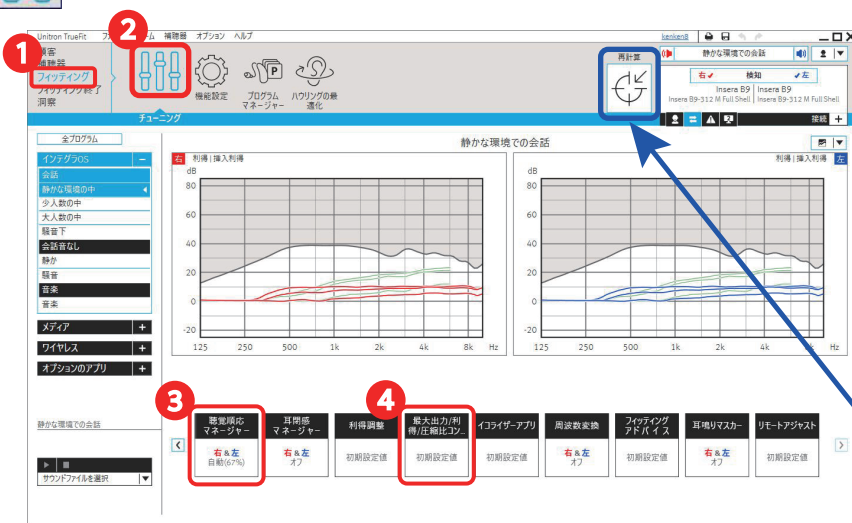 Unitron TrueFit
補聴器 オプション ヘルプ
kenken8
1
2
顧客
補聴器
フィッティング
フィッティング終了
洞察
機能設定
プログラム
マネージャー
ハウリングの最
適化
再計算
静かな環境での会話
右✔ 検知 ✔左
Insera B9 Insera B9
Insera B9-312 M Full Shell Insera B9-312 M Full Shell
チューニング
接続 +
全プログラム
静かな環境での会話
インテグラOS −
会話
静かな環境の中
少人数の中
大人数の中
騒音下
会話音なし
静か
騒音
音楽
音楽
メディア +
ワイヤレス +
オプションのアプリ +
右 利得|挿入利得
dB
80
60
40
20
0
-20
125 250 500 1k 2k 4k 8k Hz
利得|挿入利得 左
dB
80
60
40
20
0
-20
125 250 500 1k 2k 4k Hz
静かな環境での会話
サウンドファイルを選択
3
4
聴覚順応
マネージャー
右&左
自動(67%)
耳閉感
マネージャー
右&左
オフ
利得調整
初期設定値
最大出力/利
得/圧縮比コン...
初期設定値
イコライザーアプリ
初期設定値
周波数変換
右&左
オフ
フィッティング
アドバイス
初期設定値
耳鳴リマスカー
右&左
オフ
リモートアジャスト
初期設定値